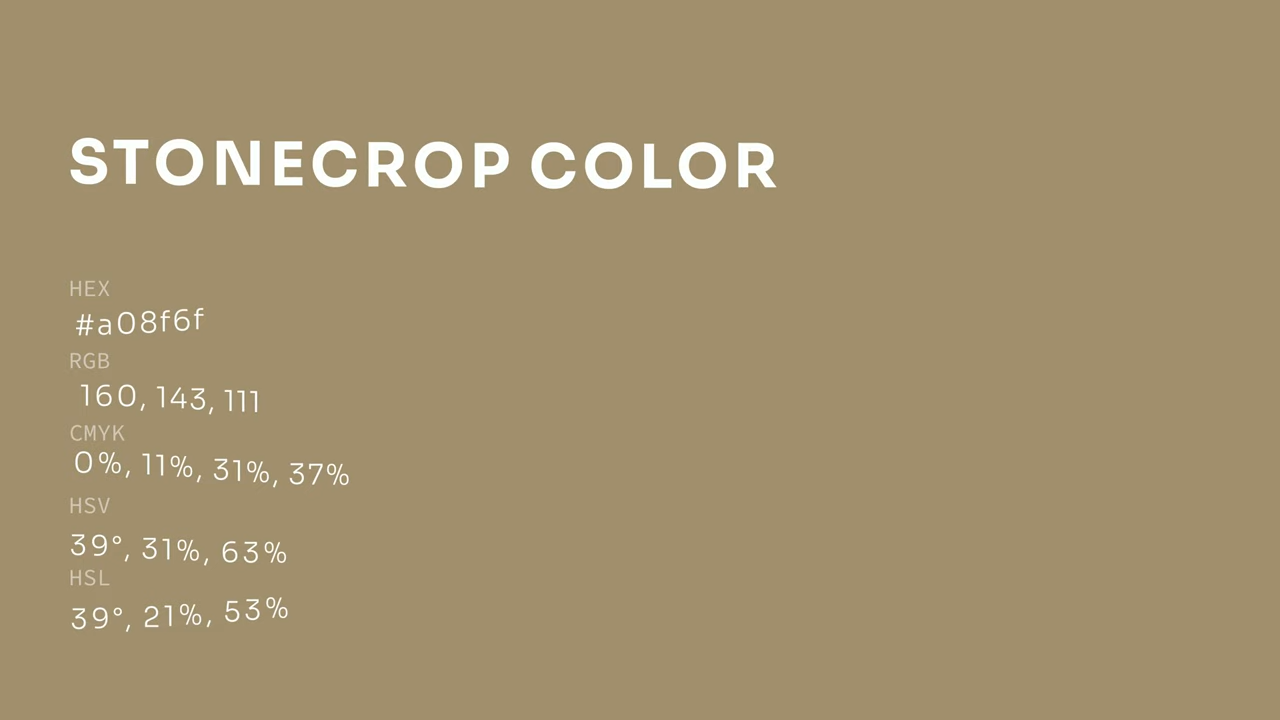 STONECROP COLOR
HEX
#a08f6f
RGB
160, 143, 111
CMYK
0%, 11%, 31%, 37%
HSV
39°, 31%, 63%
HSL
39°, 21%, 53%